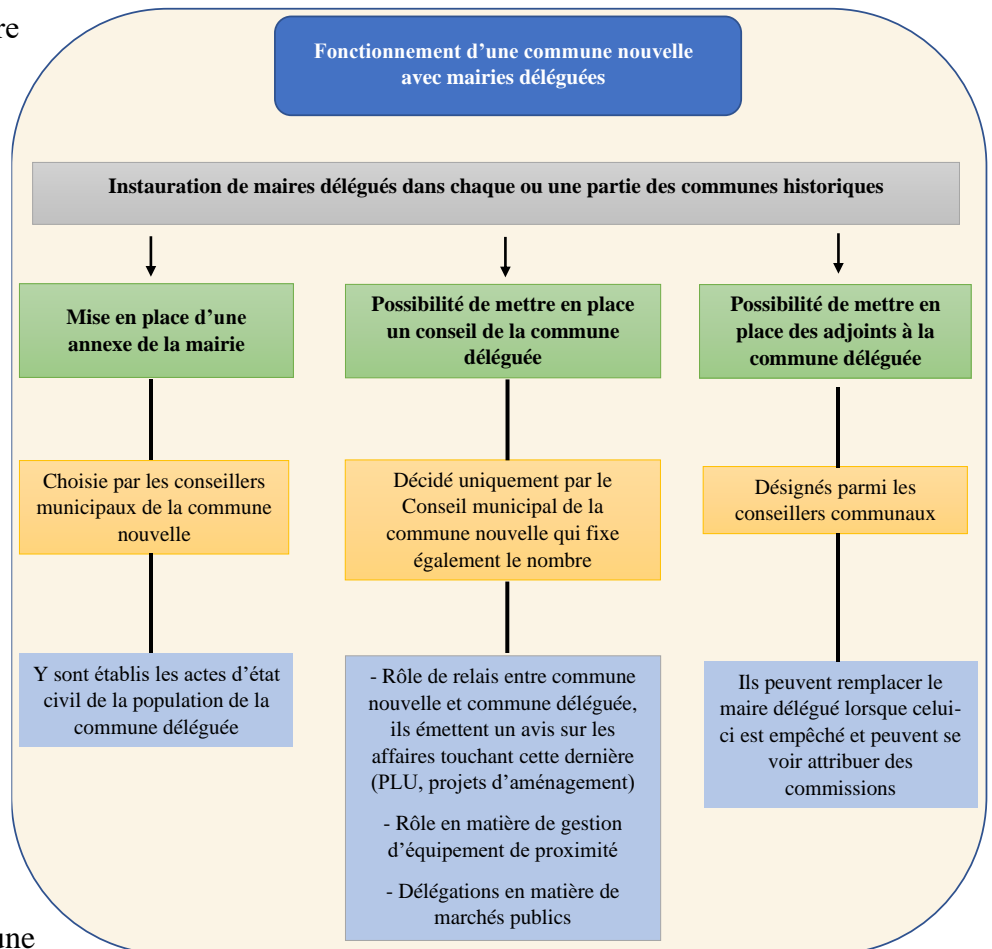 re
Fonctionnement d'une commune nouvelle
avec mairies déléguées
Instauration de maires délégués dans chaque ou une partie des communes historiques
Mise en place d'une
annexe de la mairie
Choisie par les conseillers
municipaux de la commune
nouvelle
Y sont établis les actes d'état
civil de la population de la
commune déléguée
Possibilité de mettre en place
un conseil de la commune
déléguée
Décidé uniquement par le
Conseil municipal de la
commune nouvelle qui fixe
également le nombre
- Rôle de relais entre commune
nouvelle et commune déléguée,
ils émettent un avis sur les
affaires touchant cette dernière
(PLU, projets d'aménagement)
- Rôle en matière de gestion
d'équipement de proximité
- Délégations en matière de
marchés publics
Possibilité de mettre en
place des adjoints à la
commune déléguée
Désignés parmi les
conseillers communaux
Ils peuvent remplacer le
maire délégué lorsque celui-
ci est empêché et peuvent se
voir attribuer des
commissions
une